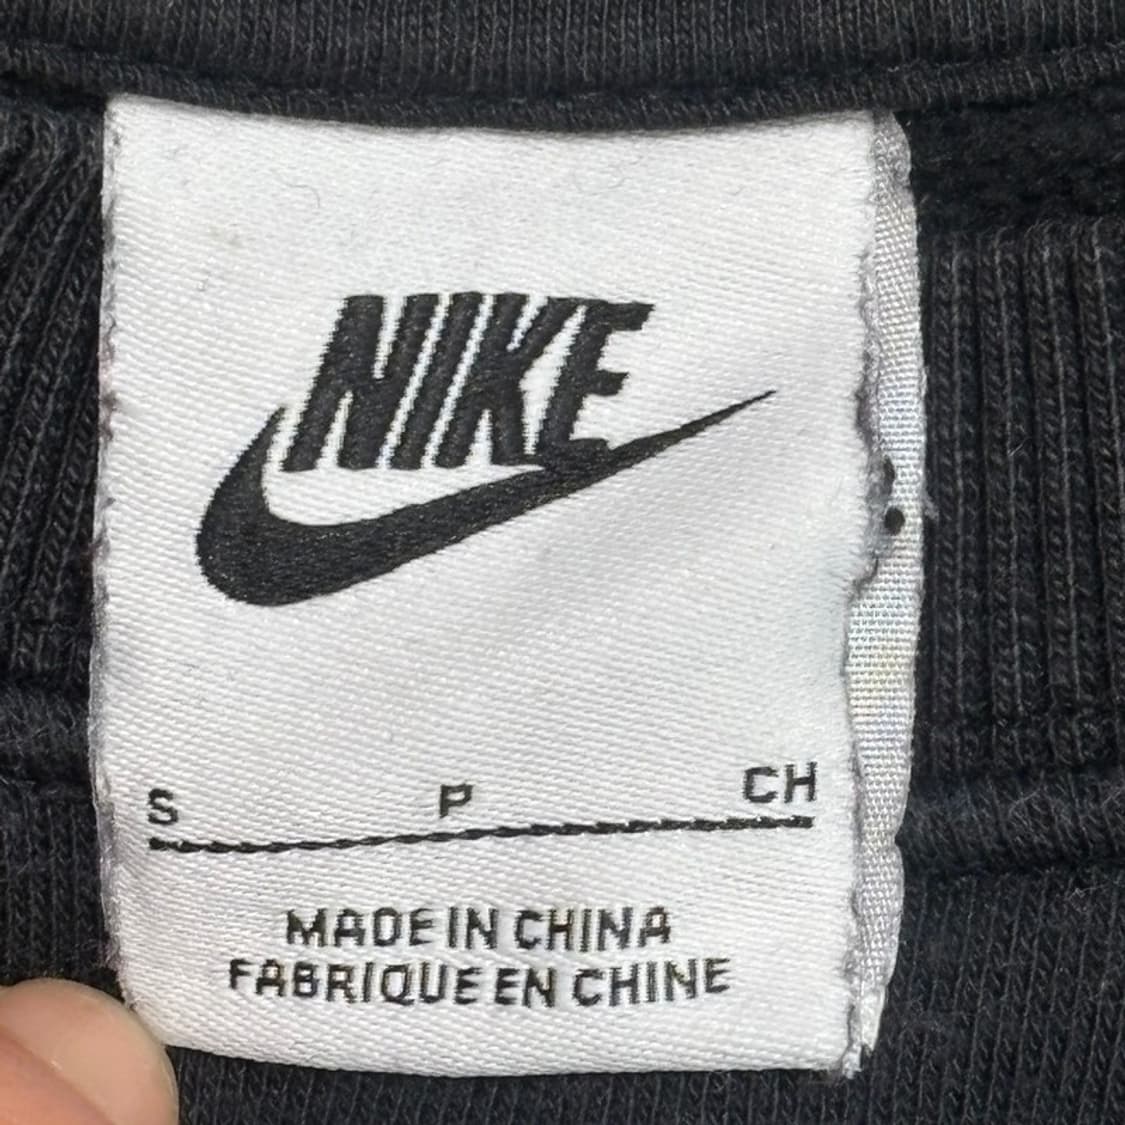 NIKE
S P CH
MADE IN CHINA
FABRIQUE EN CHINE